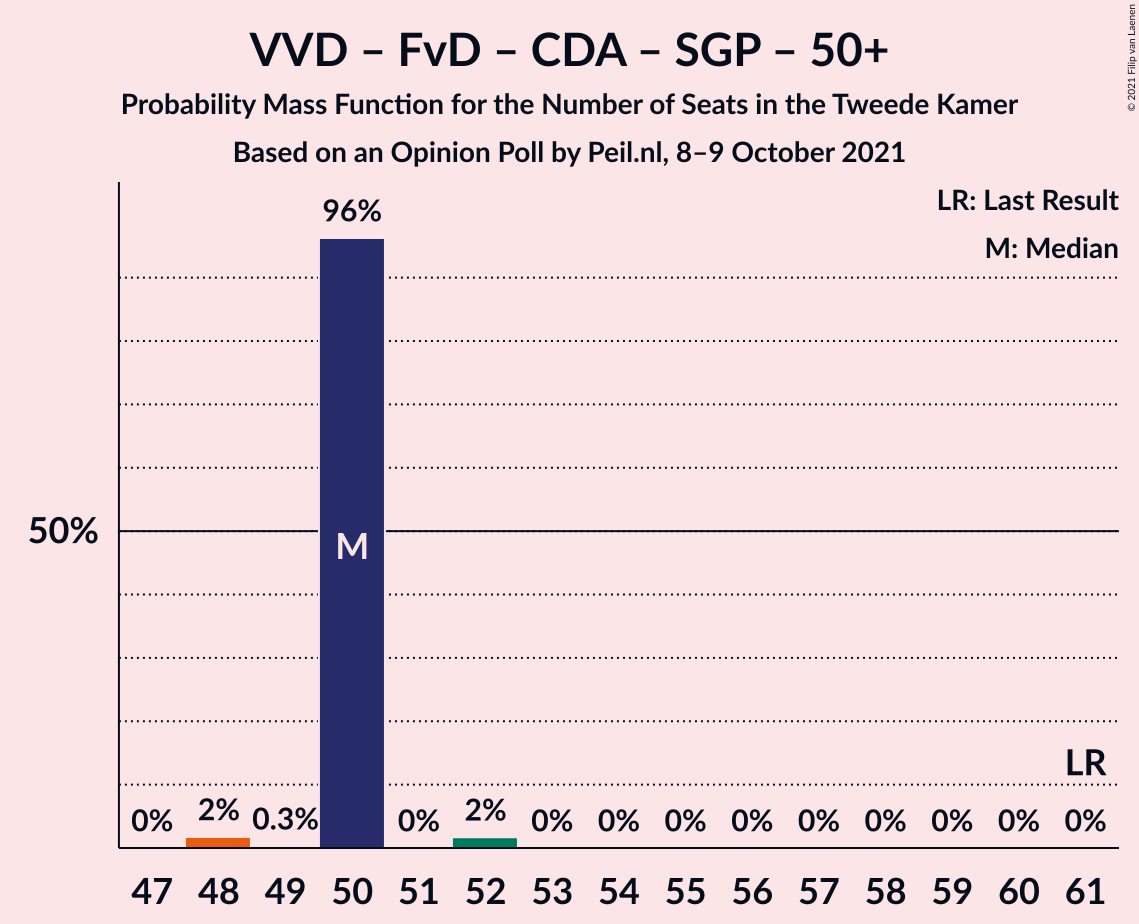 VVD – FvD – CDA – SGP – 50+
Probability Mass Function for the Number of Seats in the Tweede Kamer
Based on an Opinion Poll by Peil.nl, 8–9 October 2021
© 2021 Filip van Laenen
LR: Last Result
M: Median
96%
50%
M
LR
0% 2% 0.3% 0% 2% 0% 0% 0% 0% 0% 0% 0% 0% 0%
47 48 49 50 51 52 53 54 55 56 57 58 59 60 61